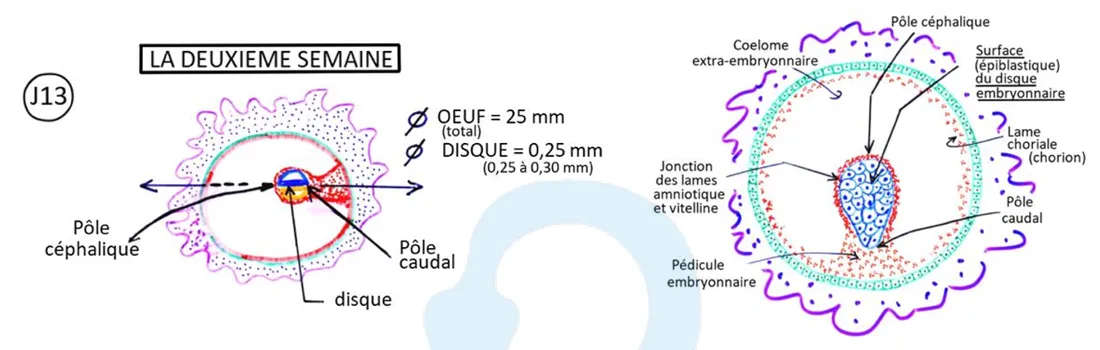 LA DEUXIEME SEMAINE
J13
OEUF = 25 mm
(total)
DISQUE = 0,25 mm
(0,25 à 0,30 mm)
Pôle
céphalique
Pôle
caudal
disque
Pôle céphalique
Coelome
extra-embryonnaire
Surface
(épiblastique)
du disque
embryonnaire
Lame
choriale
(chorion)
Jonction
des lames
amniotique
et vitelline
Pôle
caudal
Pédicule
embryonnaire